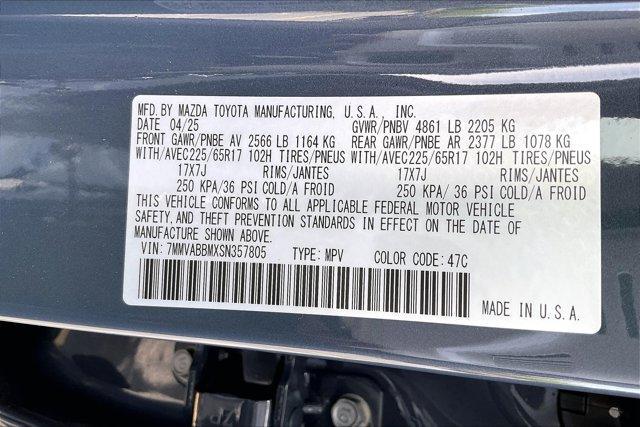 MFD. BY MAZDA TOYOTA MANUFACTURING, U.S.A. INC.
DATE 04/25 GVWR/PNBV 4861 LB 2205 KG
FRONT GAWR/PNBE AV 2566 LB 1164 KG REAR GAWR/PNBE AR 2377 LB 1078 KG
WITH/AVEC225/65R17 102H TIRES/PNEUS WITH/AVEC225/65R17 102H TIRES/PNEUS
17X7J RIMS/JANTES 17X7J RIMS/JANTES
250 KPA/36 PSI COLD/A FROID 250 KPA/ 36 PSI COLD/A FROID
THIS VEHICLE CONFORMS TO ALL APPLICABLE FEDERAL MOTOR VEHICLE
SAFETY, AND THEFT PREVENTION STANDARDS IN EFFECT ON THE DATE OF
MANUFACTURE SHOWN ABOVE.
VIN: 7MMVABBMXSN357805 TYPE: MPV COLOR CODE: 47C
MADE IN U.S.A.